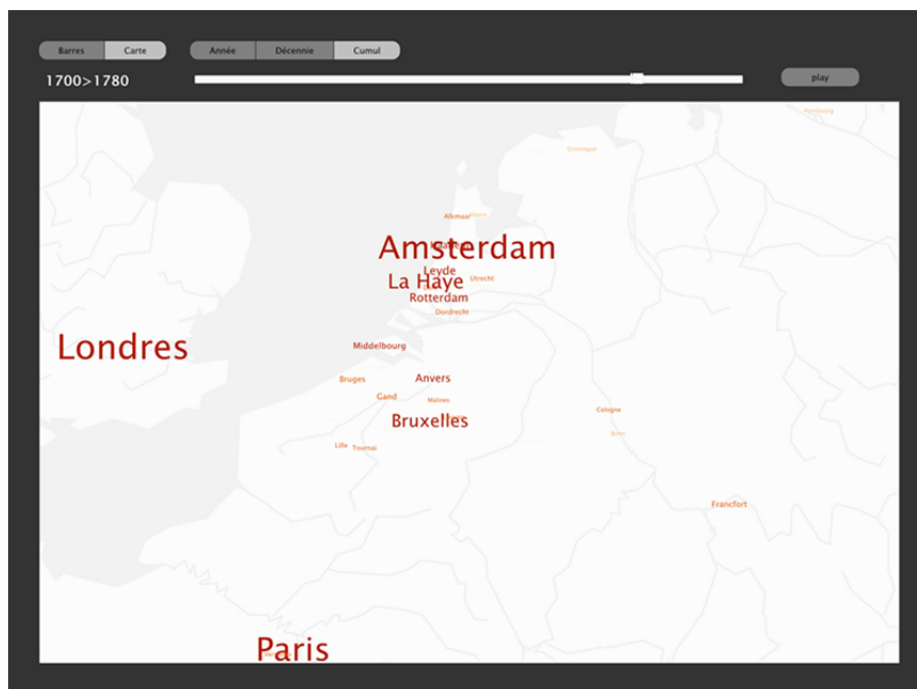 Barres Carte Année Décennie Cumul
1700>1780 play
Hambourg
Groningue
Alkmaar
Amsterdam
Leyde
La Haye Utrecht
Rotterdam
Dordrecht
Londres Middelbourg
Bruges Anvers
Gand Malines
Cologne
Bruxelles
Bonn
Lille Tournai
Francfort
Paris